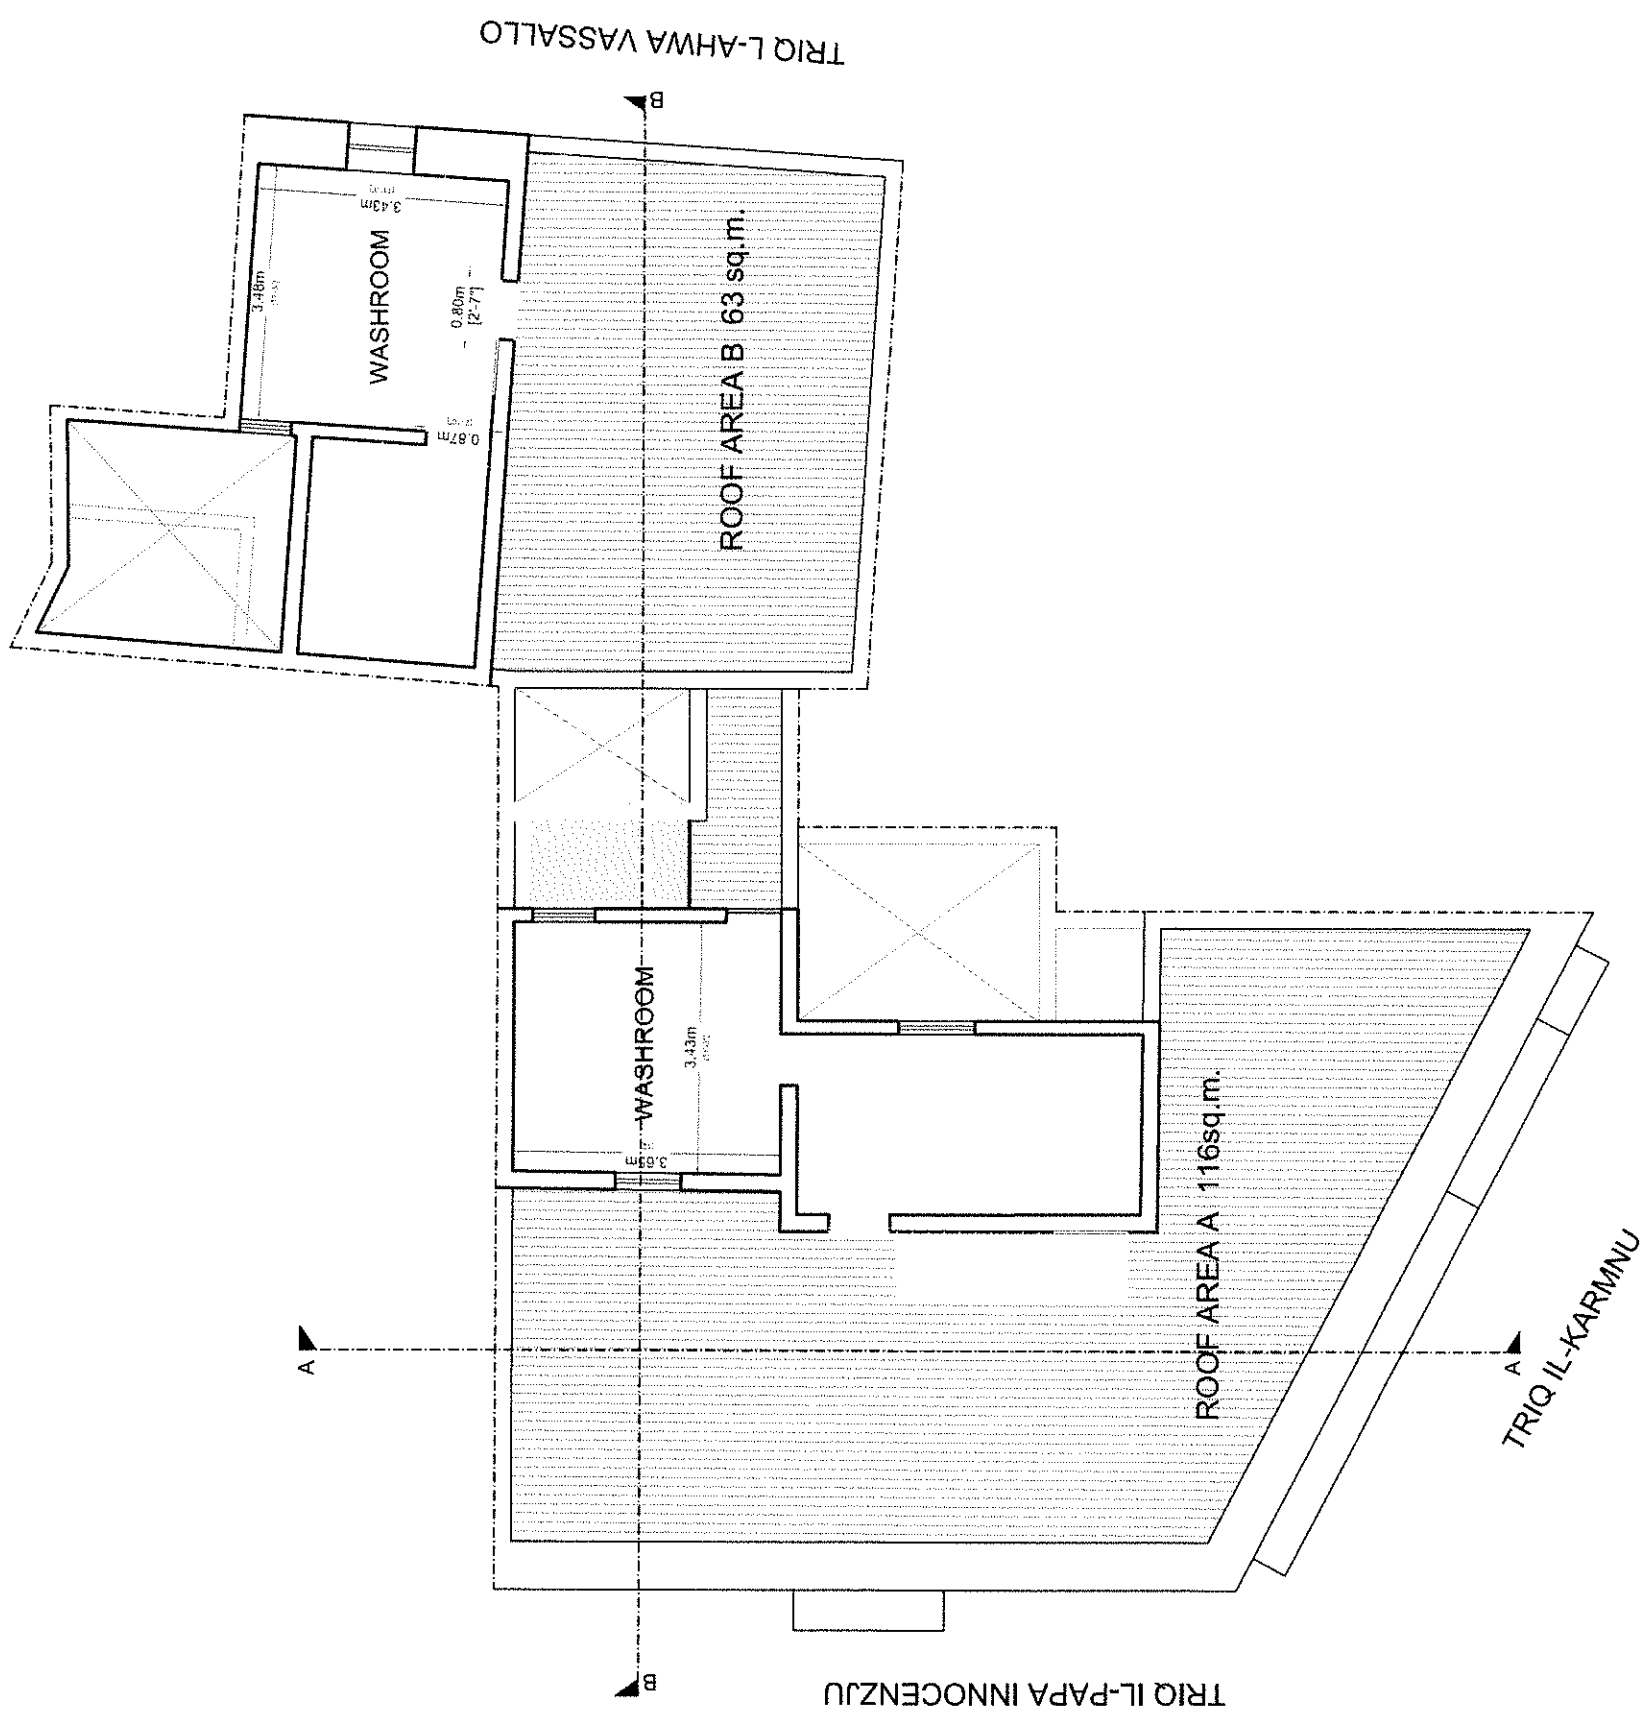 TRIQ L-AHWA VASSALLO
B
3.43m
3.48m
WASHROOM
0.80m
[2'-7"]
0.87m
ROOF AREA B 63 sq.m.
WASHROOM
3.43m
3.65m
ROOF AREA A 116sq.m.
A
A
TRIQ IL-KARMNU
B
TRIQ IL-PAPA INNOCENZJU